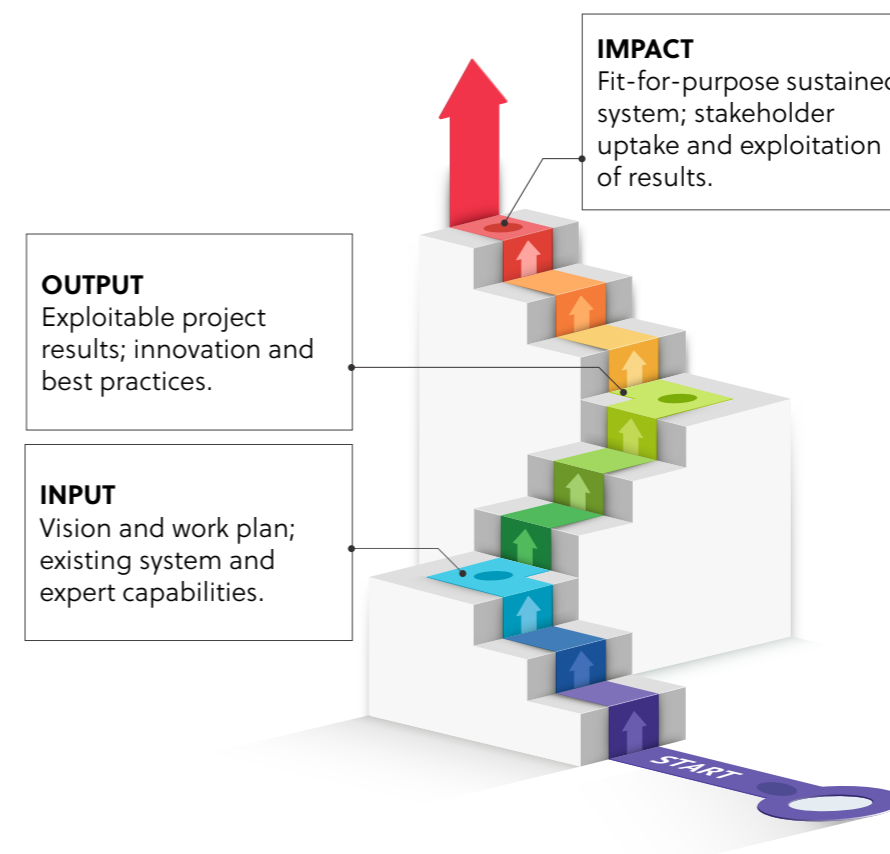 IMPACT
Fit-for-purpose sustained
system; stakeholder
uptake and exploitation
of results.
OUTPUT
Exploitable project
results; innovation and
best practices.
INPUT
Vision and work plan;
existing system and
expert capabilities.
START